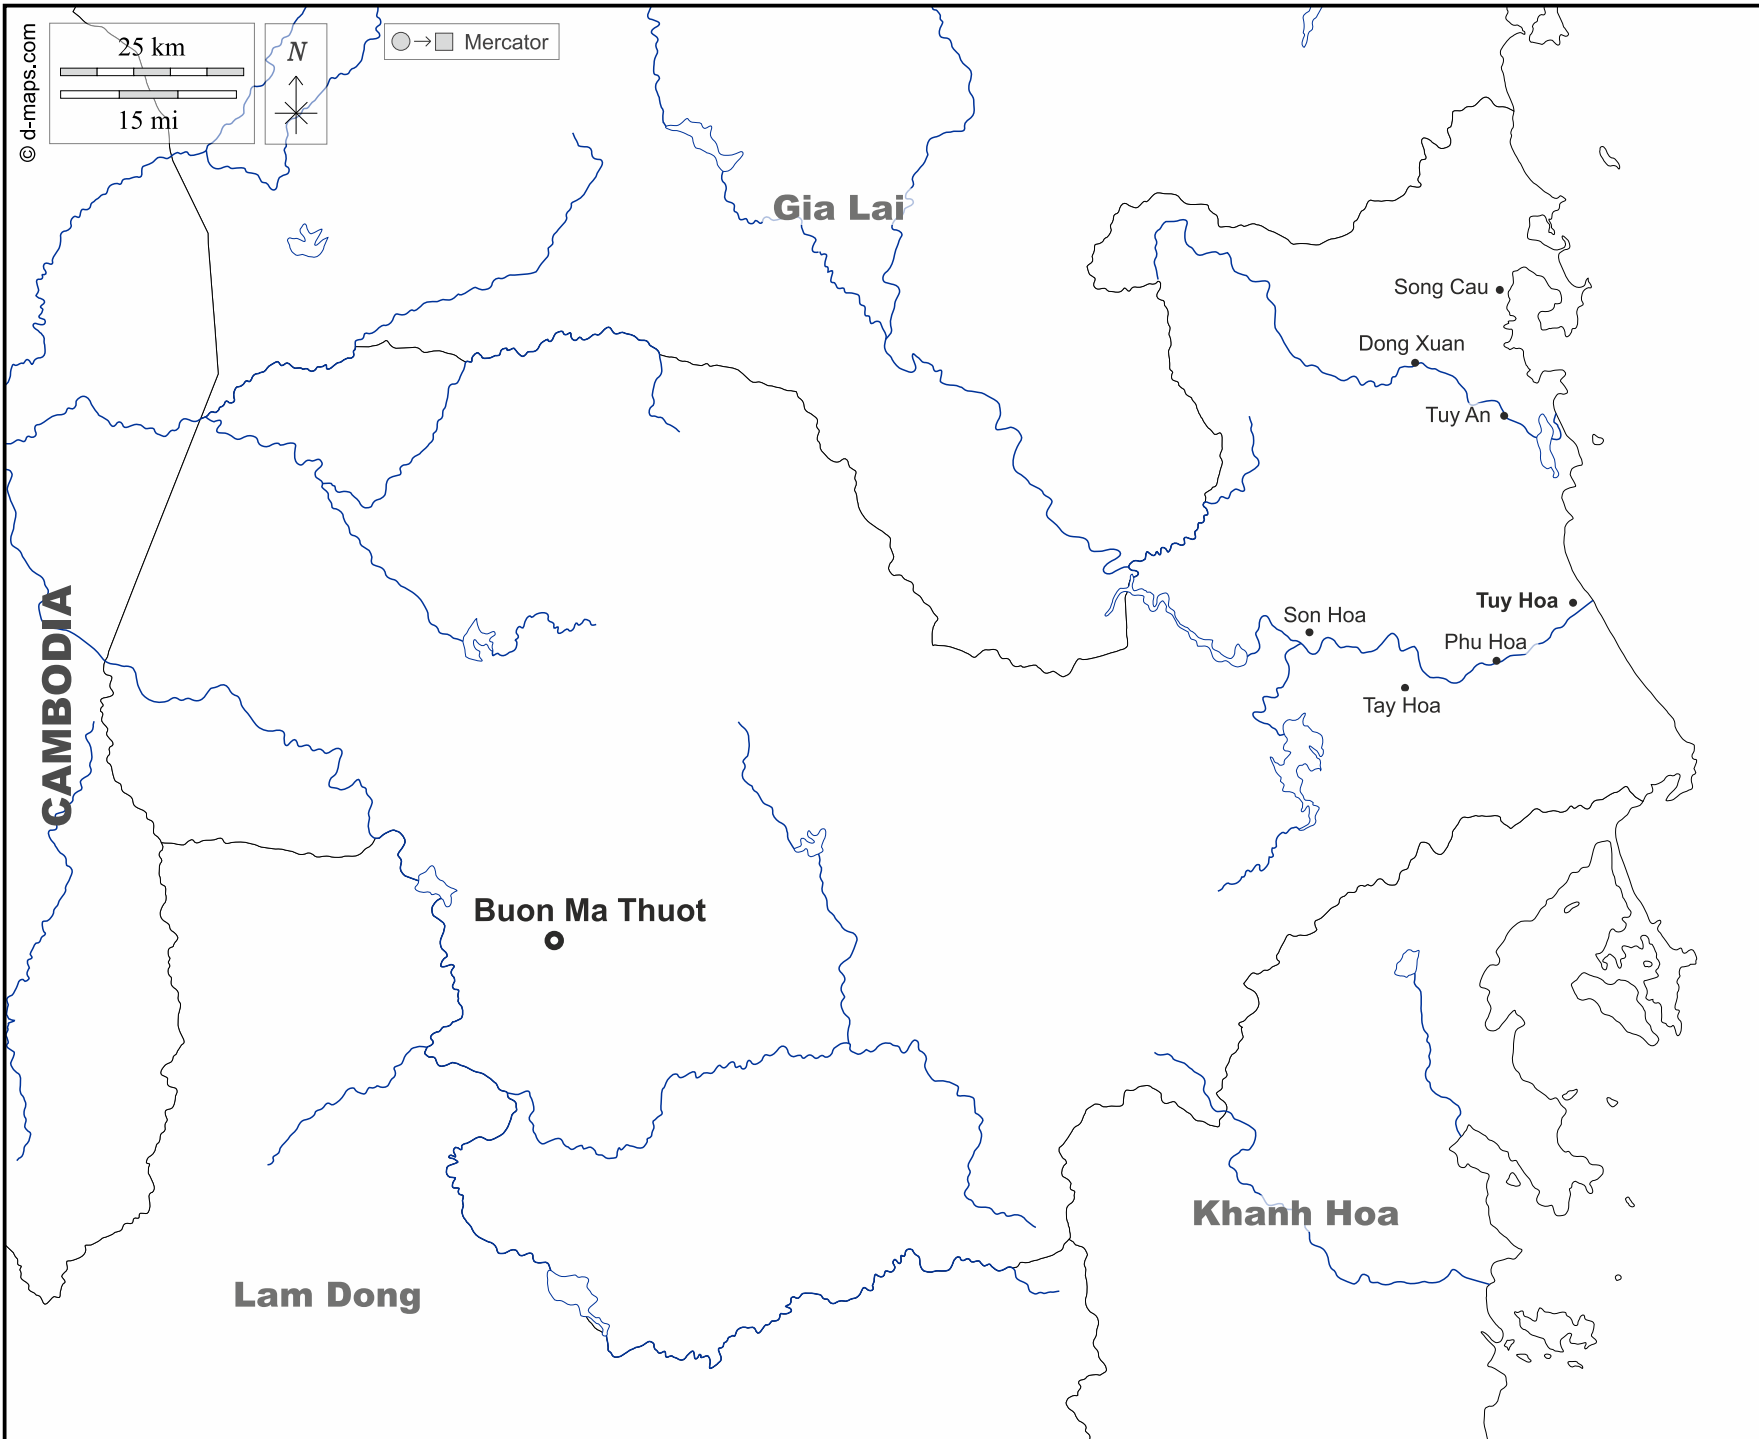 © d-maps.com
25 km
15 mi
N
Mercator
Gia Lai
Song Cau
Dong Xuan
Tuy An
CAMBODIA
Tuy Hoa
Son Hoa
Phu Hoa
Tay Hoa
Buon Ma Thuot
Khanh Hoa
Lam Dong